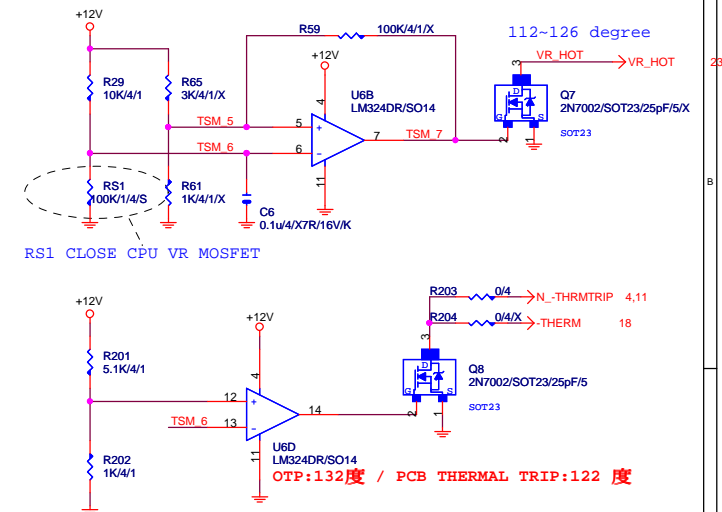 +12V
R59
100K/4/1/X
112~126 degree
+12V
VR_HOT
VR_HOT
23
3
R29
10K/4/1
R65
3K/4/1/X
4
U6B
LM324DR/SO14
D
G
S
Q7
2N7002/SOT23/25pF/5/X
SOT23
TSM_5
5
+
7
TSM_7
2
1
TSM_6
6
-
11
B
RS1
100K/1/4/S
R61
1K/4/1/X
C6
0.1u/4/X7R/16V/K
RS1 CLOSE CPU VR MOSFET
+12V
+12V
R203
0/4
N_-THRMTRIP
4,11
R204
0/4/X
-THERM
18
3
R201
5.1K/4/1
4
D
G
S
Q8
2N7002/SOT23/25pF/5
SOT23
12
+
14
2
1
TSM_6
13
-
11
U6D
LM324DR/SO14
R202
1K/4/1
OTP:132度 / PCB THERMAL TRIP:122 度